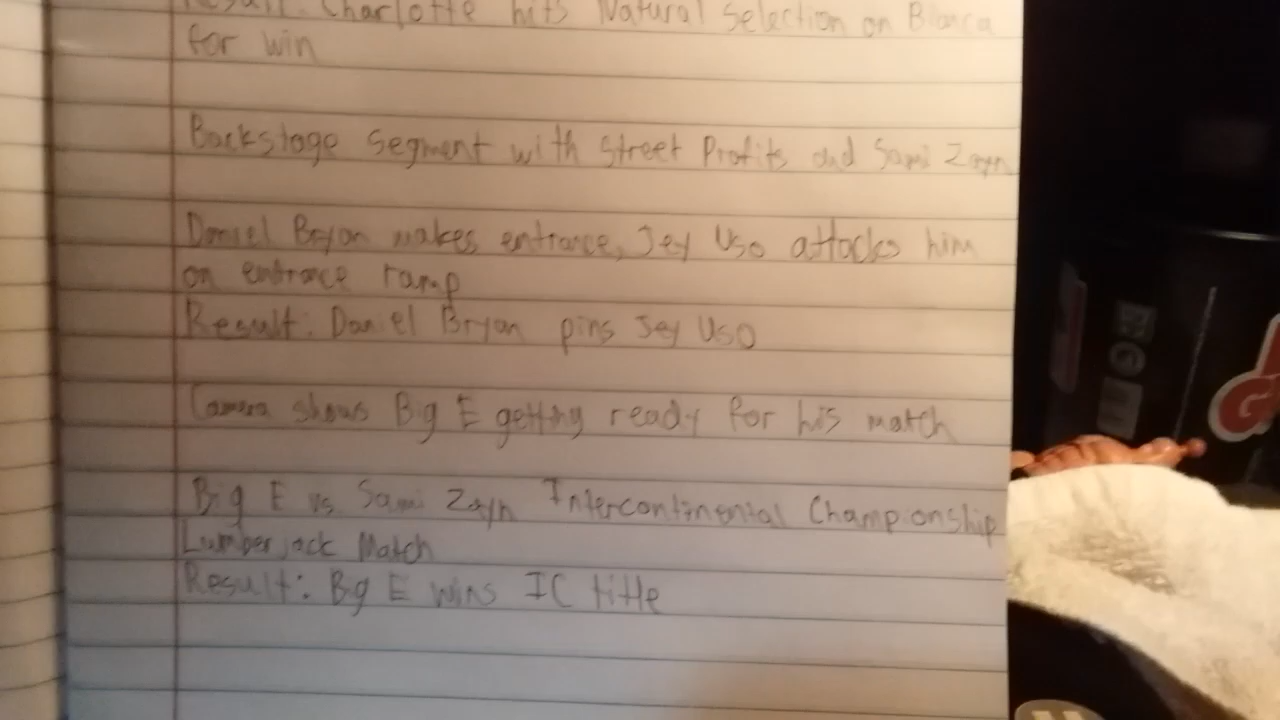 Result: Charlotte hits Natural Selection on Bianca
for win
Backstage segment with Street Profits and Sami Zayn
Daniel Bryan makes entrance, Jey Uso attacks him
on entrance ramp
Result: Daniel Bryan pins Jey Uso
Camera shows Big E getting ready for his match
Big E vs. Sami Zayn Intercontinental Championship
Lumberjack Match
Result: Big E wins IC title
G